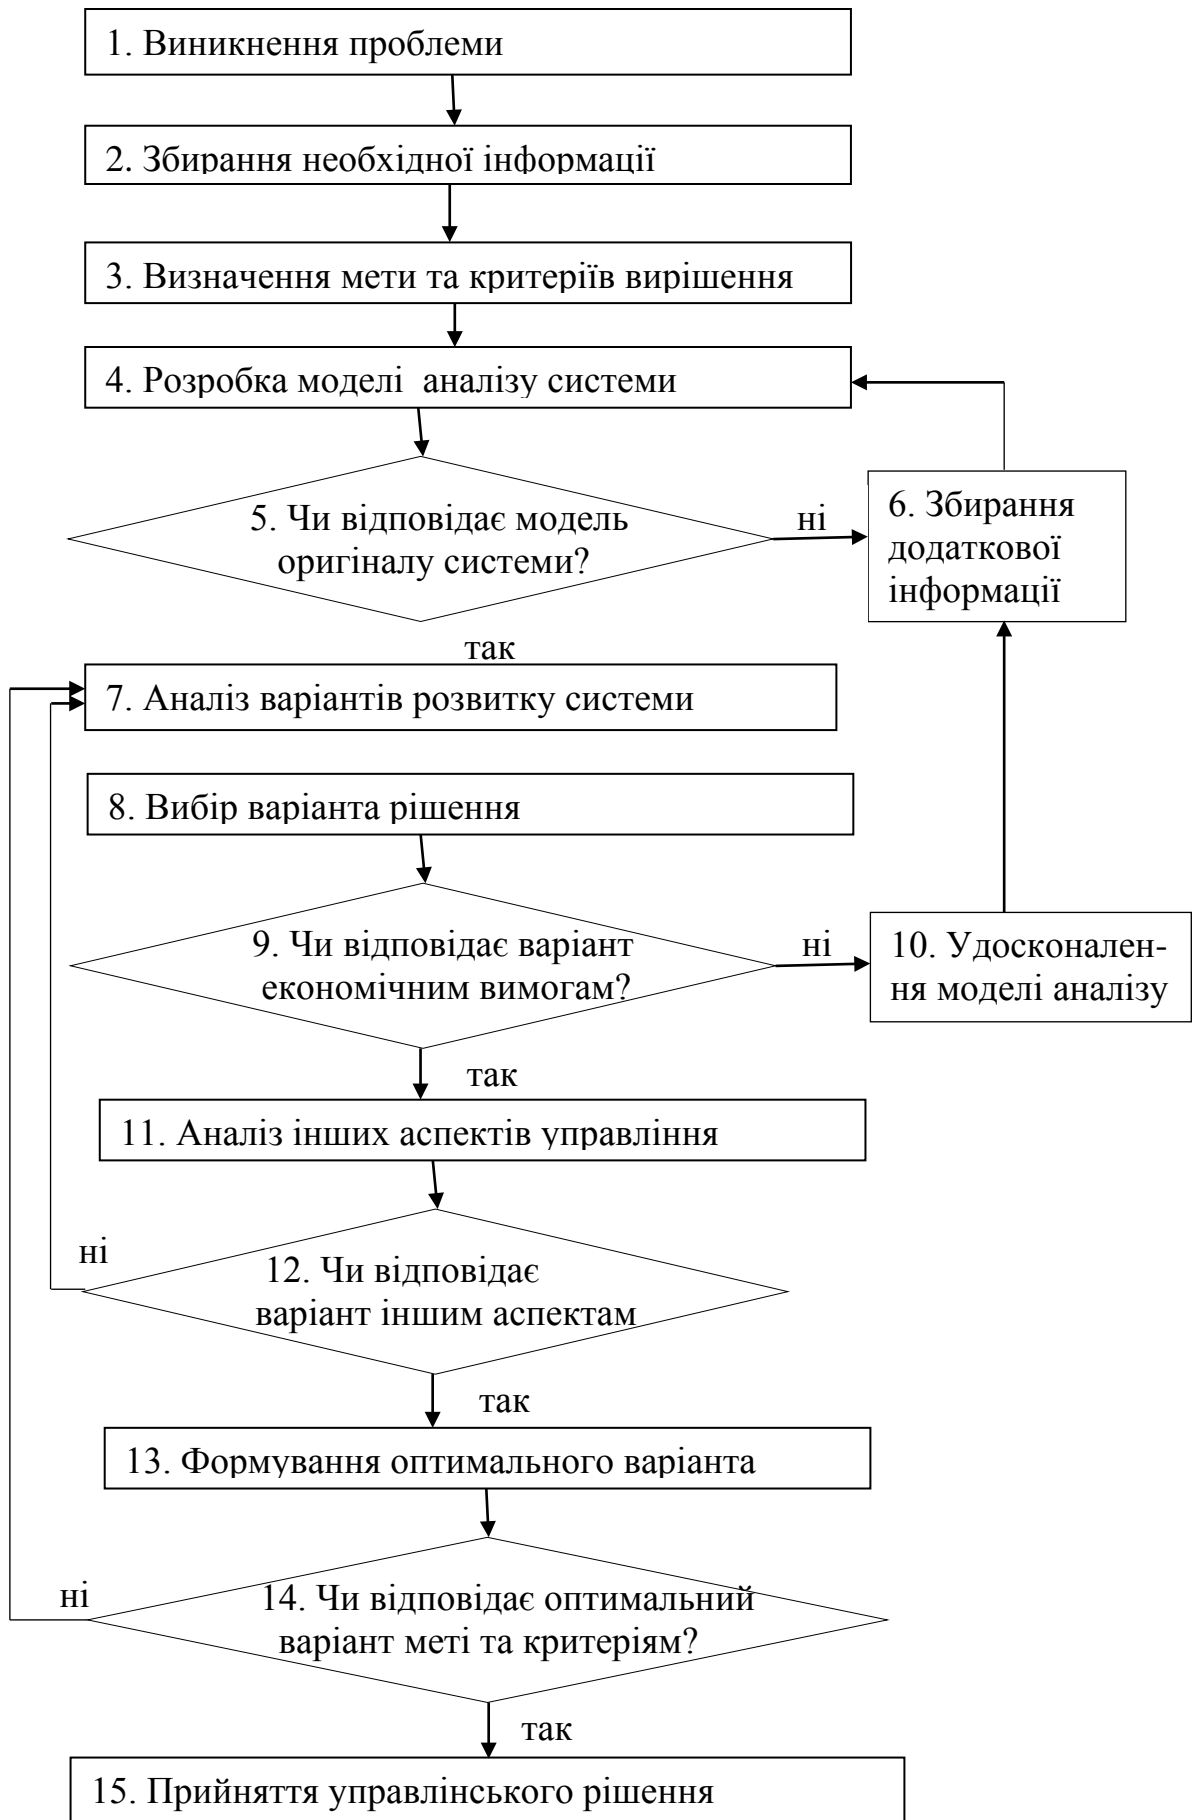 1. Виникнення проблеми
2. Збирання необхідної інформації
3. Визначення мети та критеріїв вирішення
4. Розробка моделі аналізу системи
5. Чи відповідає модель
оригіналу системи?
ні
6. Збирання
додаткової
інформації
так
7. Аналіз варіантів розвитку системи
8. Вибір варіанта рішення
9. Чи відповідає варіант
економічним вимогам?
ні
10. Удосконален-
ня моделі аналізу
так
11. Аналіз інших аспектів управління
ні
12. Чи відповідає
варіант іншим аспектам
так
13. Формування оптимального варіанта
ні
14. Чи відповідає оптимальний
варіант меті та критеріям?
так
15. Прийняття управлінського рішення